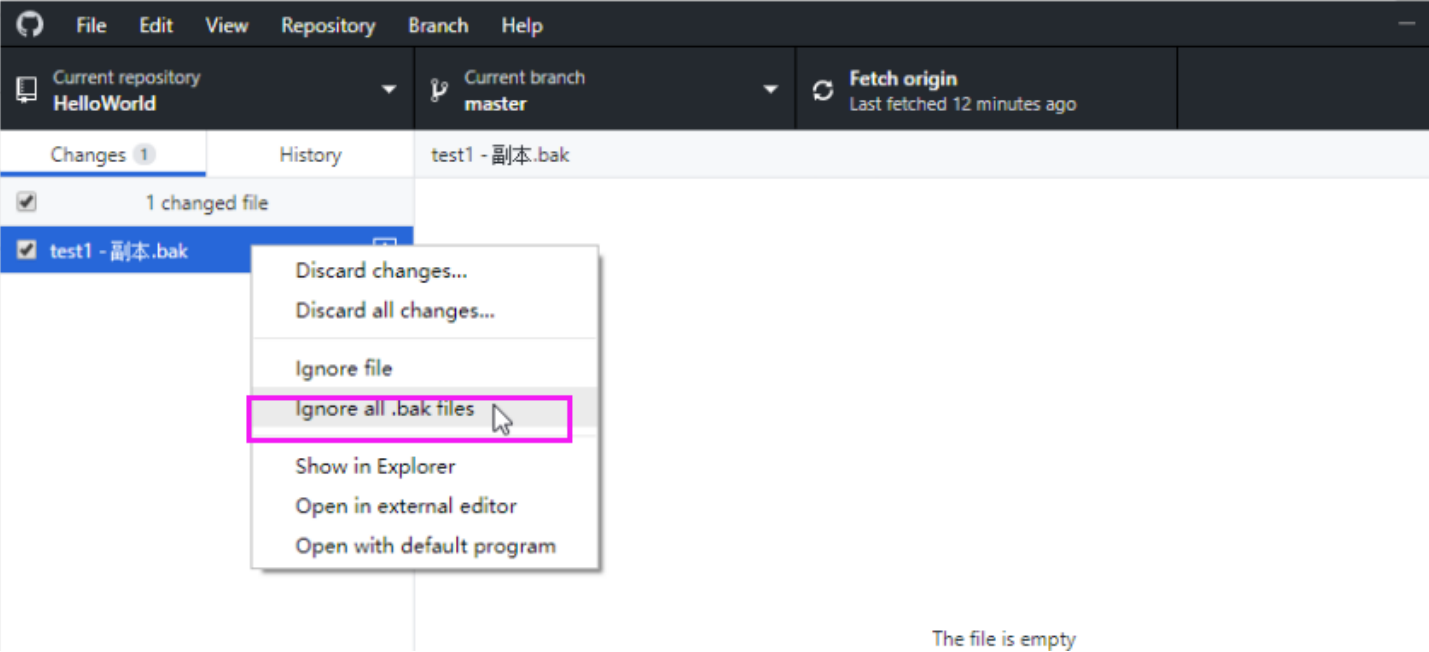 File Edit View Repository Branch Help
Current repository
HelloWorld
Current branch
master
Fetch origin
Last fetched 12 minutes ago
Changes 1
History
test1 - 副本.bak
1 changed file
test1 - 副本.bak
Discard changes...
Discard all changes...
Ignore file
Ignore all .bak files
Show in Explorer
Open in external editor
Open with default program
The file is empty